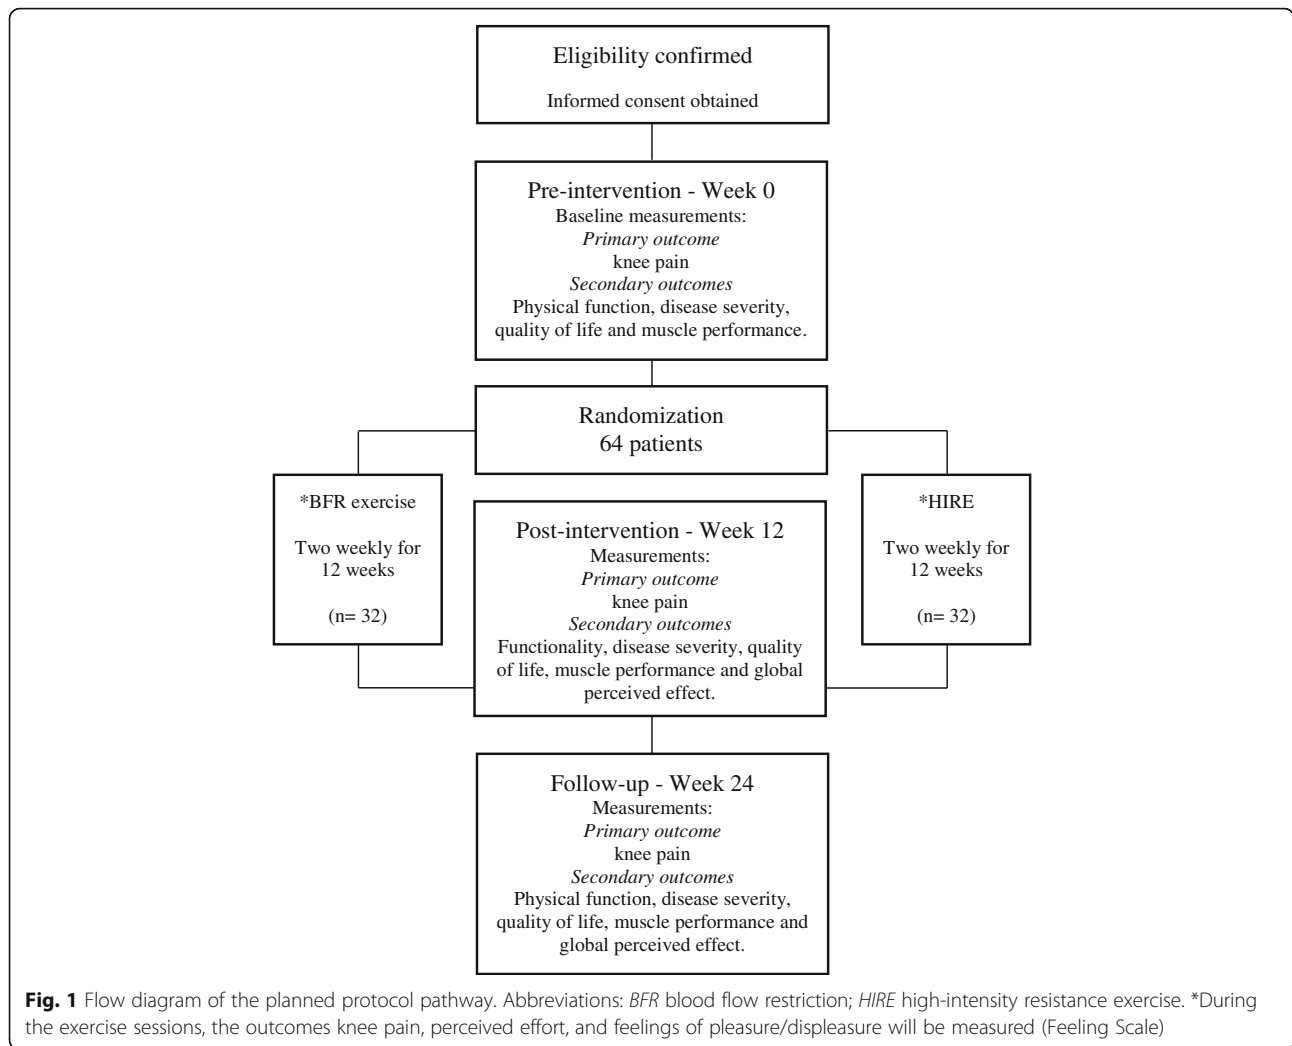 Eligibility confirmed
Informed consent obtained
Pre-intervention - Week 0
Baseline measurements:
Primary outcome
knee pain
Secondary outcomes
Physical function, disease severity,
quality of life and muscle performance.
Randomization
64 patients
*BFR exercise
Two weekly for
12 weeks
(n= 32)
*HIRE
Two weekly for
12 weeks
(n= 32)
Post-intervention - Week 12
Measurements:
Primary outcome
knee pain
Secondary outcomes
Functionality, disease severity, quality
of life, muscle performance and global
perceived effect.
Follow-up - Week 24
Measurements:
Primary outcome
knee pain
Secondary outcomes
Physical function, disease severity,
quality of life, muscle performance and
global perceived effect.
Fig. 1 Flow diagram of the planned protocol pathway. Abbreviations: BFR blood flow restriction; HIRE high-intensity resistance exercise. *During
the exercise sessions, the outcomes knee pain, perceived effort, and feelings of pleasure/displeasure will be measured (Feeling Scale)